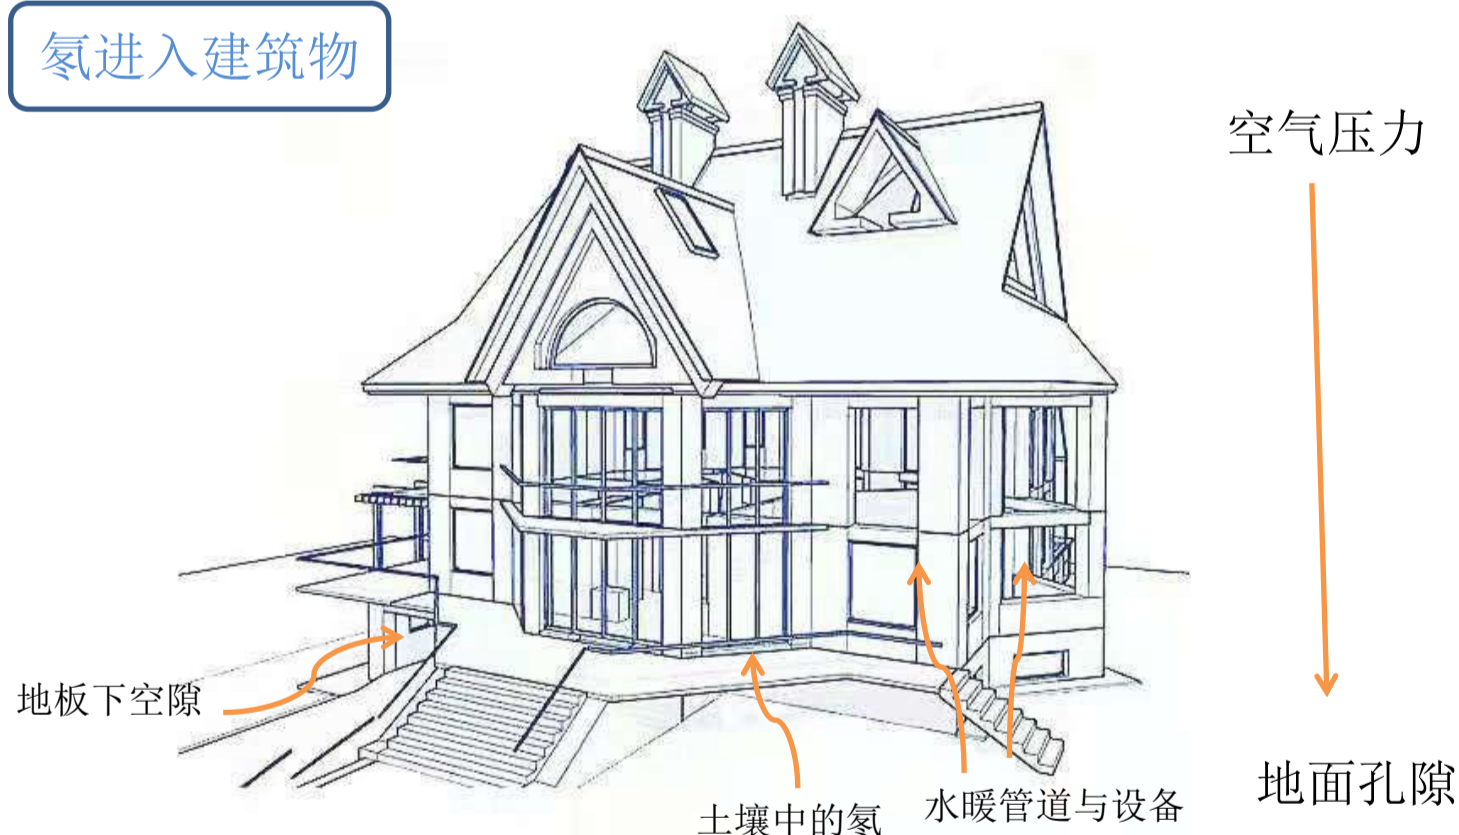 氡进入建筑物
空气压力
地板下空隙
土壤中的氡
水暖管道与设备
地面孔隙